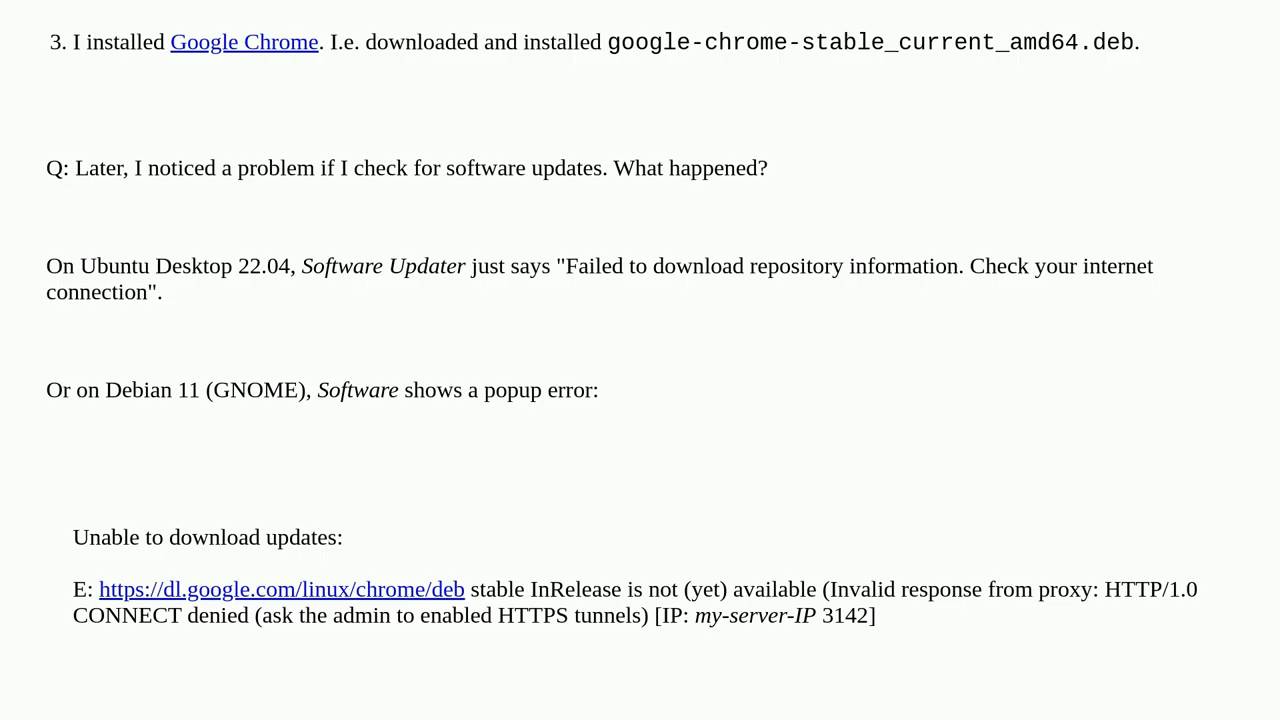 3. I installed Google Chrome. I.e. downloaded and installed google-chrome-stable_current_amd64.deb.
Q: Later, I noticed a problem if I check for software updates. What happened?
On Ubuntu Desktop 22.04, Software Updater just says "Failed to download repository information. Check your internet
connection".
Or on Debian 11 (GNOME), Software shows a popup error:
Unable to download updates:
E: https://dl.google.com/linux/chrome/deb stable InRelease is not (yet) available (Invalid response from proxy: HTTP/1.0
CONNECT denied (ask the admin to enabled HTTPS tunnels) [IP: my-server-IP 3142]